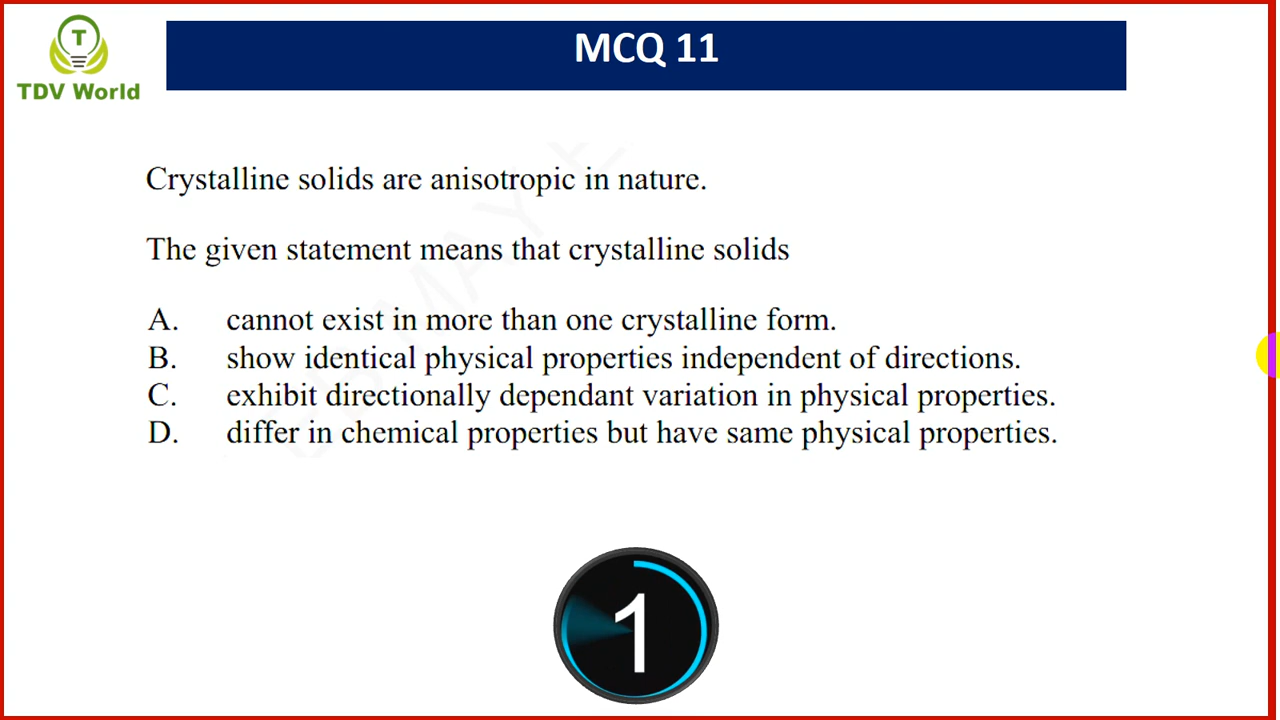 T
TDV World
MCQ 11
Crystalline solids are anisotropic in nature.
The given statement means that crystalline solids
A. cannot exist in more than one crystalline form.
B. show identical physical properties independent of directions.
C. exhibit directionally dependant variation in physical properties.
D. differ in chemical properties but have same physical properties.
1